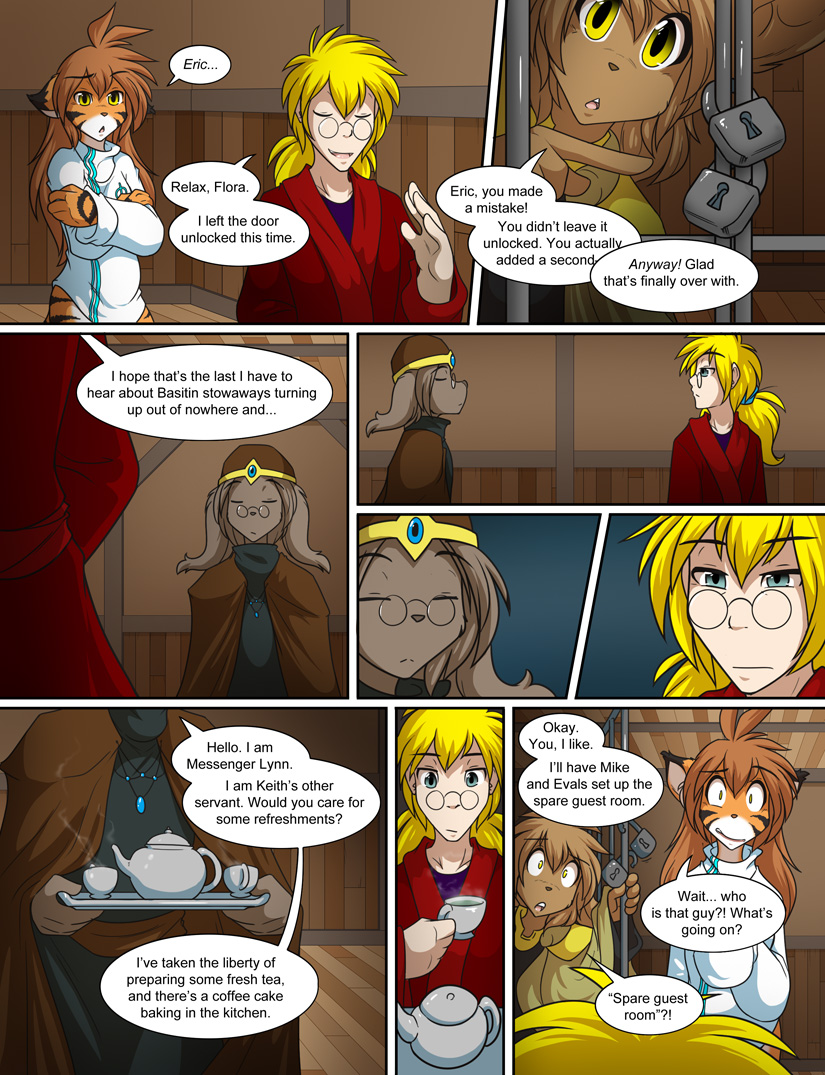 Eric...
Relax, Flora.
I left the door
unlocked this time.
Eric, you made
a mistake!
You didn't leave it
unlocked. You actually
added a second
Anyway! Glad
that's finally over with.
I hope that's the last I have to
hear about Basitin stowaways turning
up out of nowhere and...
Hello. I am
Messenger Lynn.
I am Keith's other
servant. Would you care for
some refreshments?
I've taken the liberty of
preparing some fresh tea,
and there's a coffee cake
baking in the kitchen.
Okay.
You, I like.
I'll have Mike
and Evals set up the
spare guest room.
Wait... who
is that guy?! What's
going on?
"Spare guest
room"?!